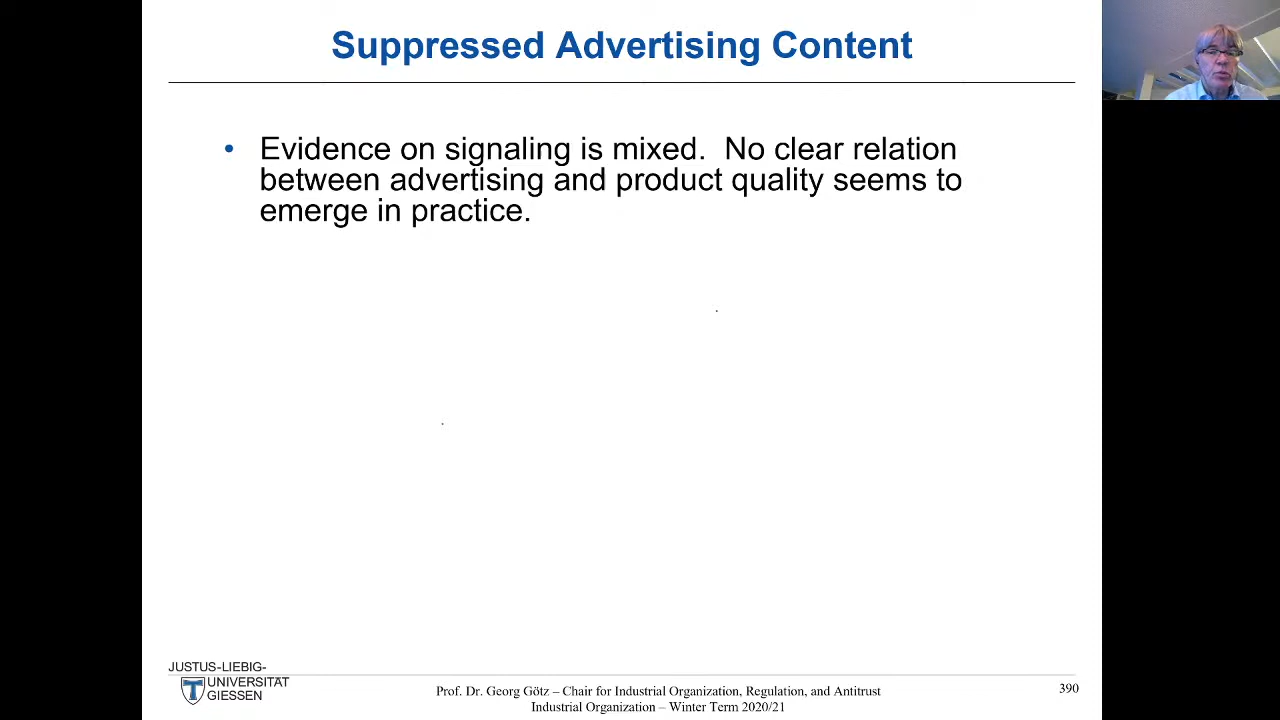 Suppressed Advertising Content
• Evidence on signaling is mixed.  No clear relation
between advertising and product quality seems to
emerge in practice.
JUSTUS-LIEBIG-
UNIVERSITÄT
GIESSEN
Prof. Dr. Georg Götz – Chair for Industrial Organization, Regulation, and Antitrust
Industrial Organization – Winter Term 2020/21
390